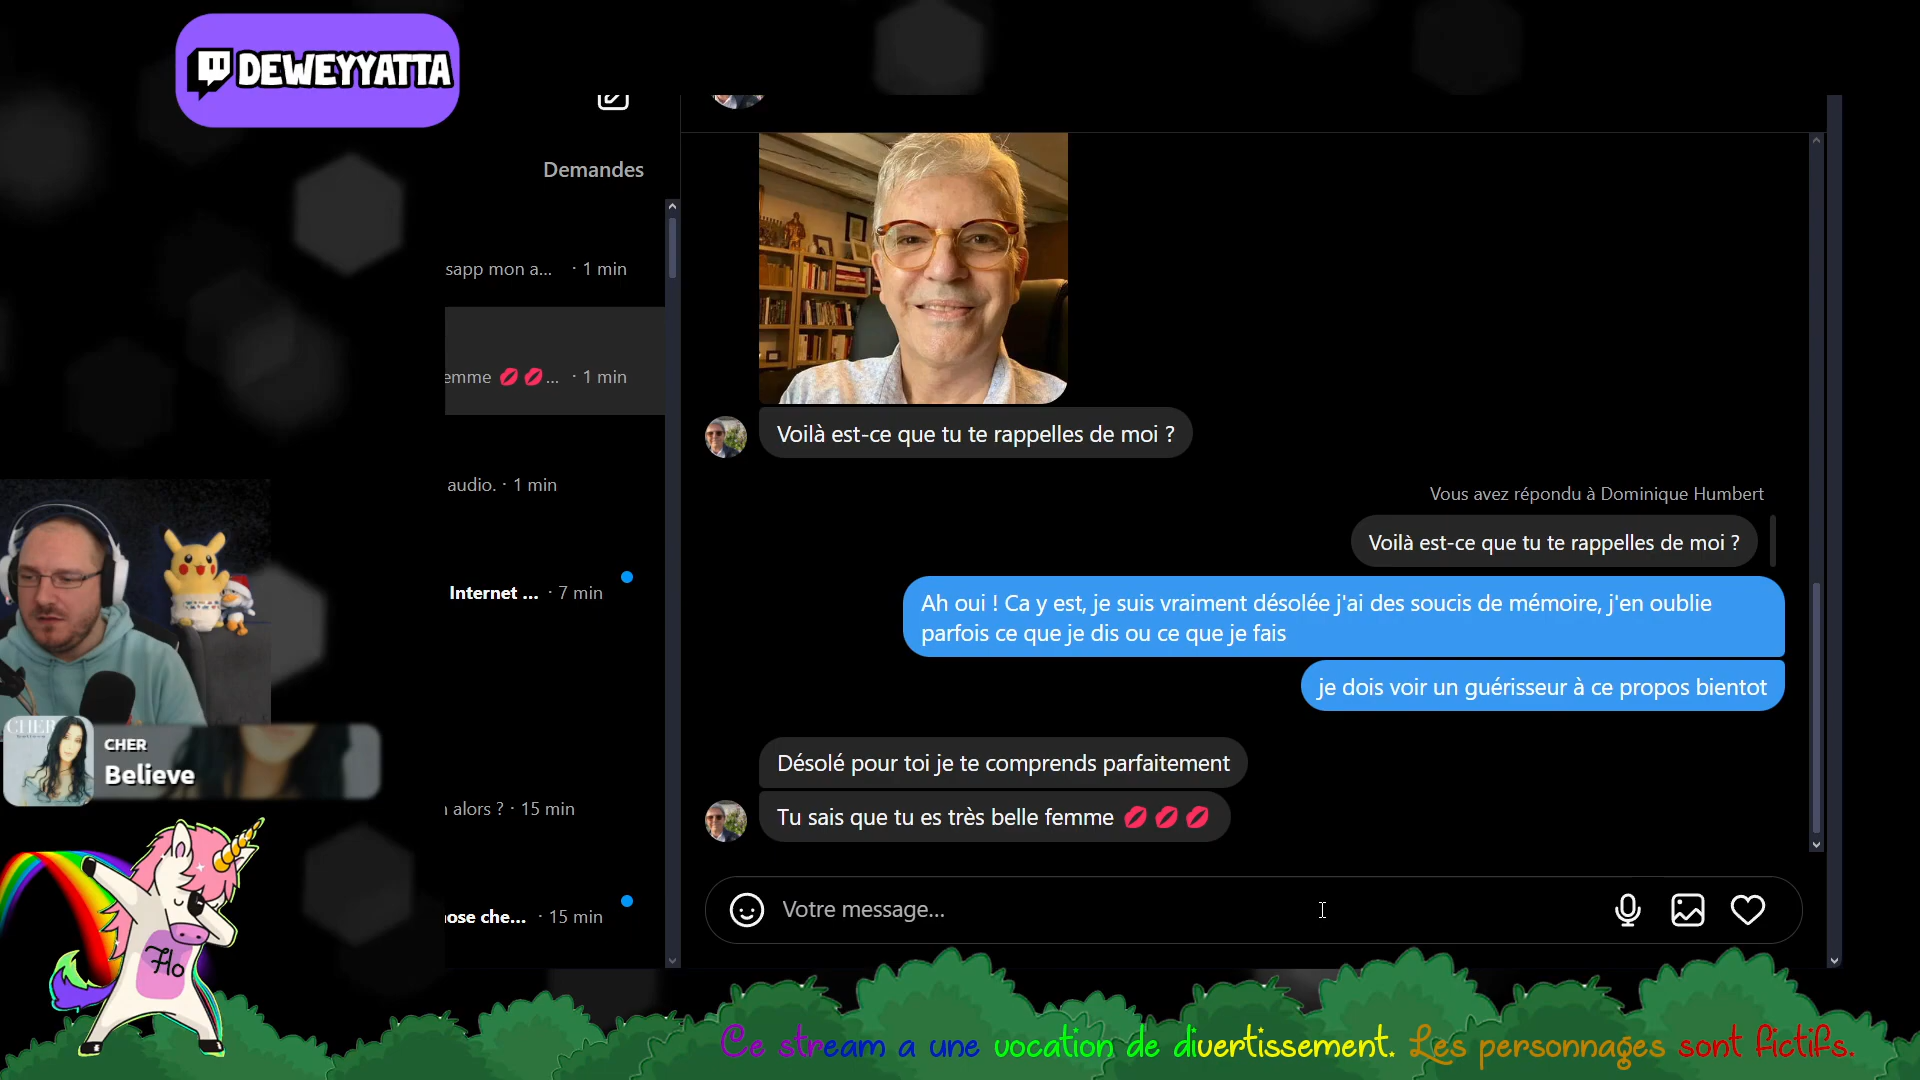 DEWEYYATTA
Demandes
sapp mon a... · 1 min
emme 💋💋... · 1 min
audio. · 1 min
Internet ... · 7 min
alors ? · 15 min
ose che... · 15 min
Voilà est-ce que tu te rappelles de moi ?
Vous avez répondu à Dominique Humbert
Voilà est-ce que tu te rappelles de moi ?
Ah oui ! Ca y est, je suis vraiment désolée j'ai des soucis de mémoire, j'en oublie
parfois ce que je dis ou ce que je fais
je dois voir un guérisseur à ce propos bientot
Désolé pour toi je te comprends parfaitement
Tu sais que tu es très belle femme 💋💋💋
Votre message...
CHER
CHER
Believe
Flo
Ce stream a une vocation de divertissement. Les personnages sont fictifs.